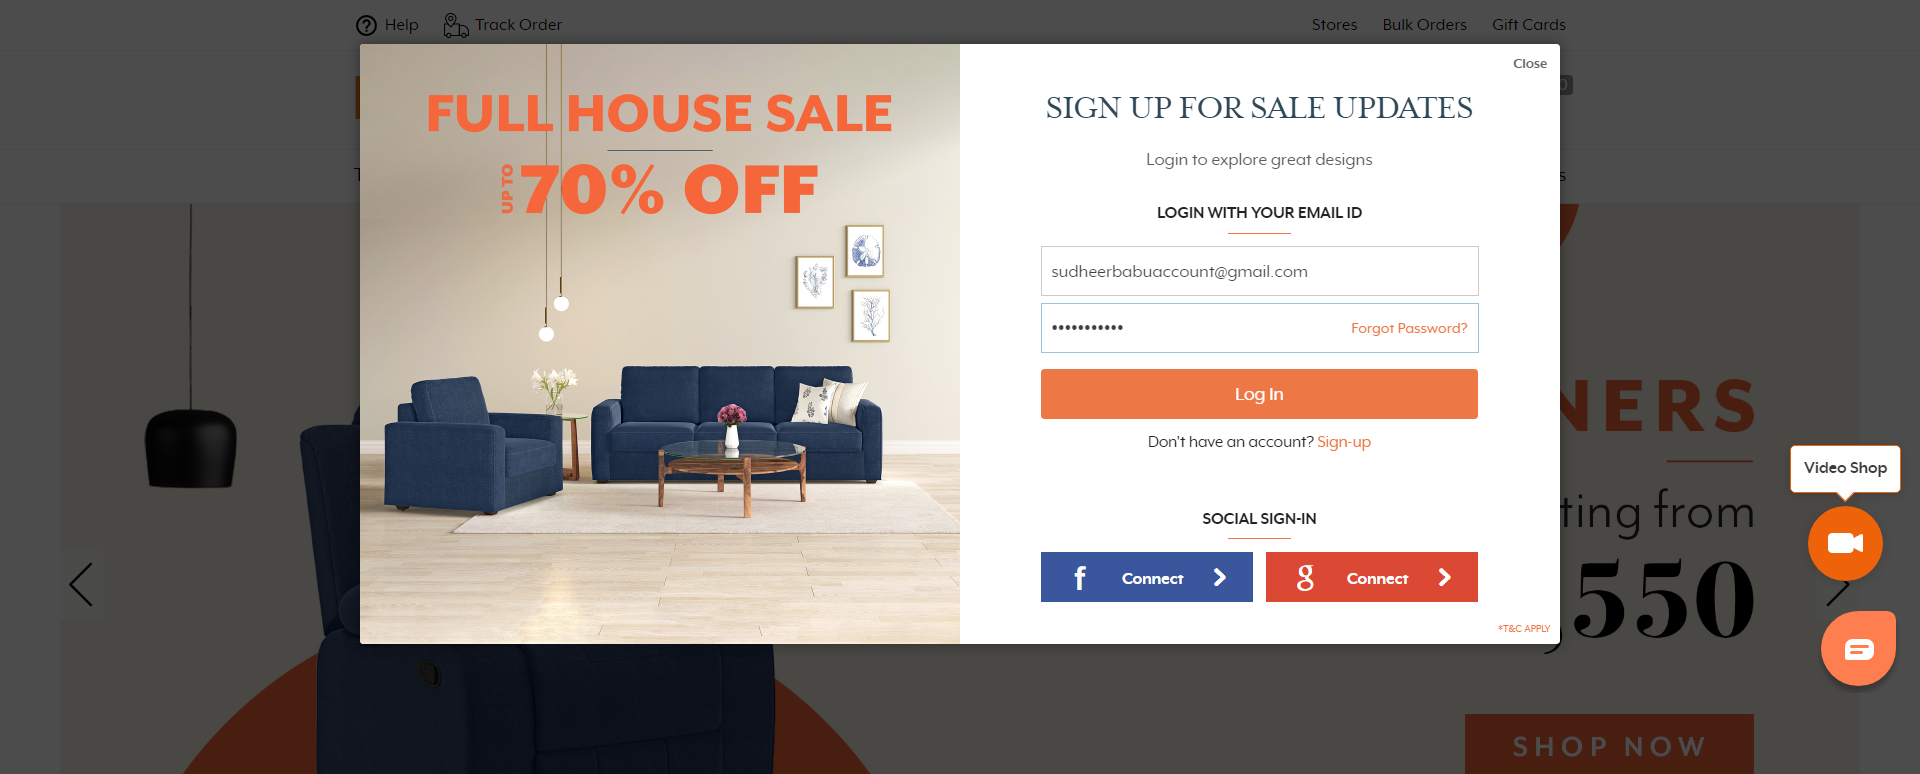 Help
Track Order
Stores
Bulk Orders
Gift Cards
Close
FULL HOUSE SALE
UP TO
70% OFF
SIGN UP FOR SALE UPDATES
Login to explore great designs
LOGIN WITH YOUR EMAIL ID
sudheerbabuaccount@gmail.com
•••••••••••
Forgot Password?
Log In
Don't have an account? Sign-up
SOCIAL SIGN-IN
f Connect
g Connect
*T&C APPLY
NERS
ting from
,550
SHOP NOW
Video Shop